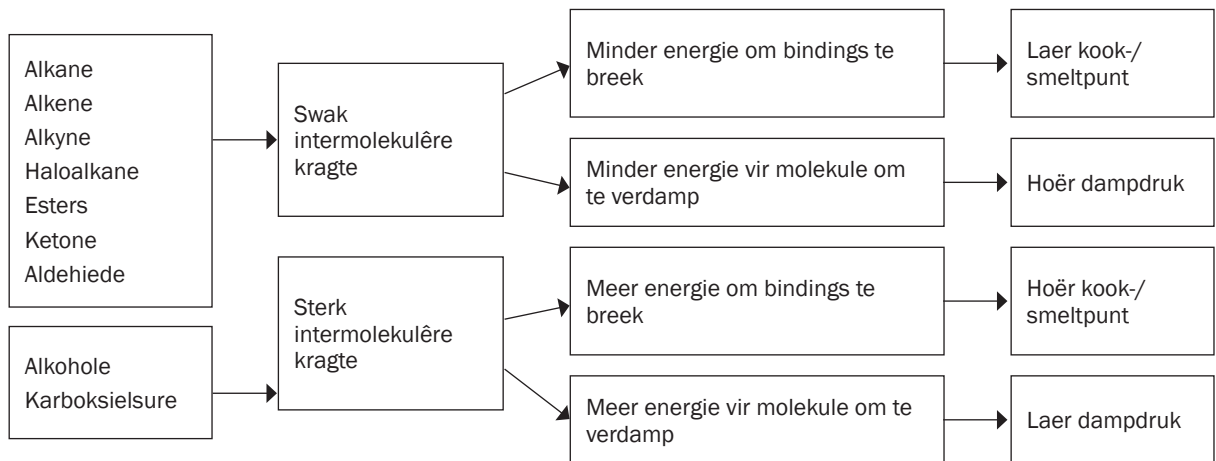 Alkane
Alkene
Alkyne
Haloalkane
Esters
Ketone
Aldehiede
Alkohole
Karboksielsure
Swak
intermolekulêre
kragte
Sterk
intermolekulêre
kragte
Minder energie om bindings te
breek
Minder energie vir molekule om
te verdamp
Meer energie om bindings te
breek
Meer energie vir molekule om te
verdamp
Laer kook-/
smeltpunt
Hoër dampdruk
Hoër kook-/
smeltpunt
Laer dampdruk